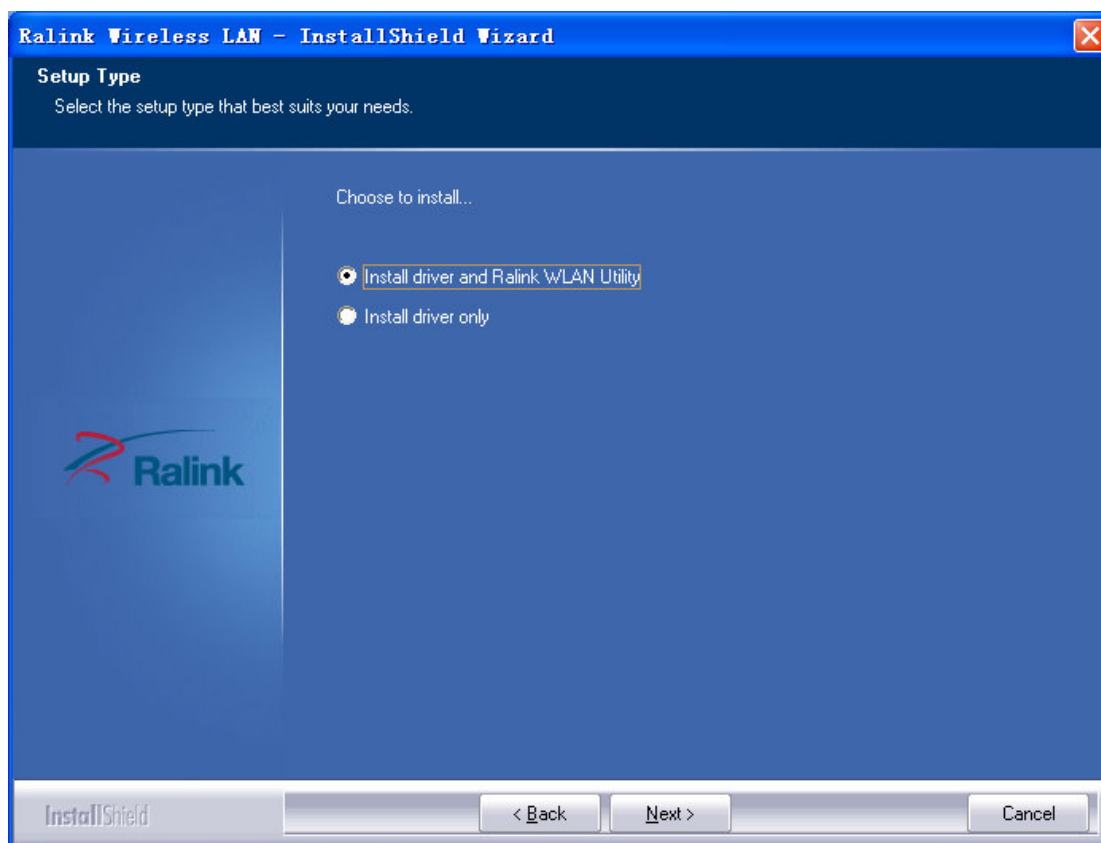 Ralink Wireless LAN - InstallShield Wizard
Setup Type
Select the setup type that best suits your needs.
Choose to install...
Install driver and Ralink WLAN Utility
Install driver only
Ralink
InstallShield
< Back
Next >
Cancel